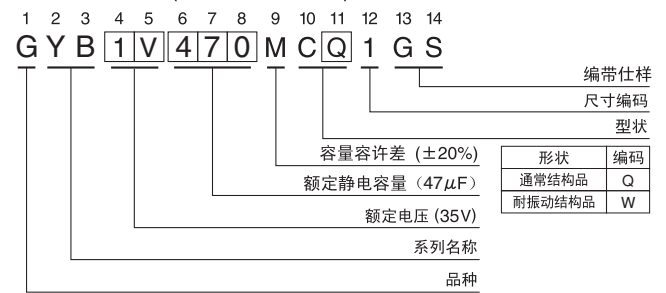 1 2 3 4 5 6 7 8 9 10 11 12 13 14
G Y B 1 V 4 7 0 M C Q 1 G S
编带仕样
尺寸编码
型状
容量容许差 (±20%)
额定静电容量（47μF）
额定电压 (35V)
系列名称
品种
形状 编码
通常结构品 Q
耐振动结构品 W